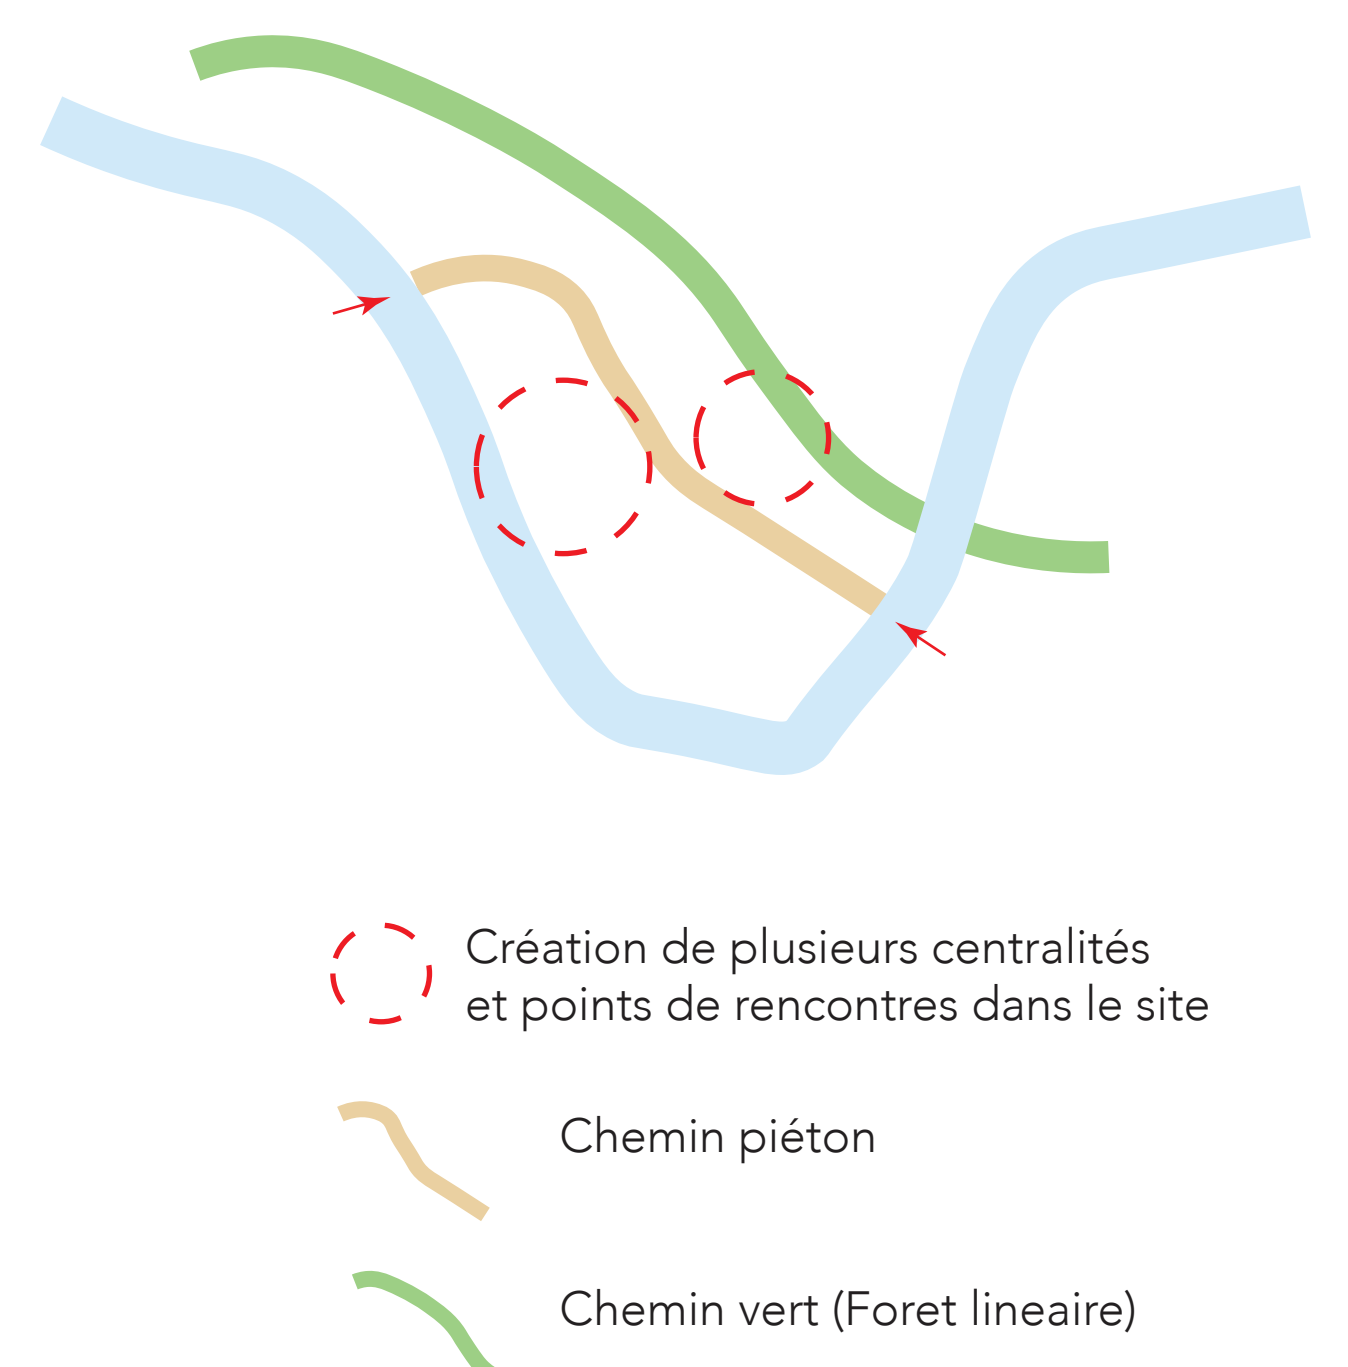 Création de plusieurs centralités
et points de rencontres dans le site
Chemin piéton
Chemin vert (Foret lineaire)